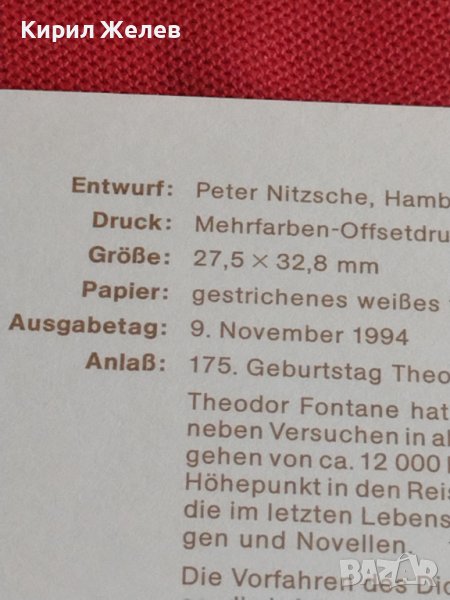 Кирил Желев
Entwurf: Peter Nitzsche, Hamb
Druck: Mehrfarben-Offsetdru
Größe: 27,5 × 32,8 mm
Papier: gestrichenes weißes
Ausgabetag: 9. November 1994
Anlaß: 175. Geburtstag Theo
Theodor Fontane hat
neben Versuchen in al
gehen von ca. 12 000
Höhepunkt in den Reis
die im letzten Lebens
gen und Novellen.
Die Vorfahren des Dic
BAZAR